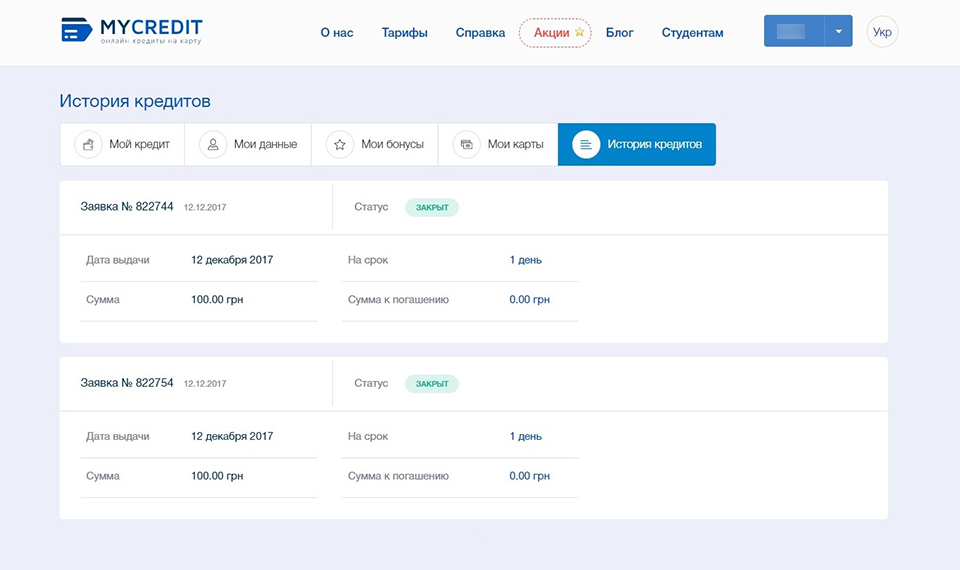 MYCREDIT
онлайн кредиты на карту
О нас Тарифы Справка Акции Блог Студентам Укр
История кредитов
Мой кредит Мои данные Мои бонусы Мои карты История кредитов
Заявка № 822744 12.12.2017 Статус ЗАКРЫТ
Дата выдачи 12 декабря 2017 На срок 1 день
Сумма 100.00 грн Сумма к погашению 0.00 грн
Заявка № 822754 12.12.2017 Статус ЗАКРЫТ
Дата выдачи 12 декабря 2017 На срок 1 день
Сумма 100.00 грн Сумма к погашению 0.00 грн